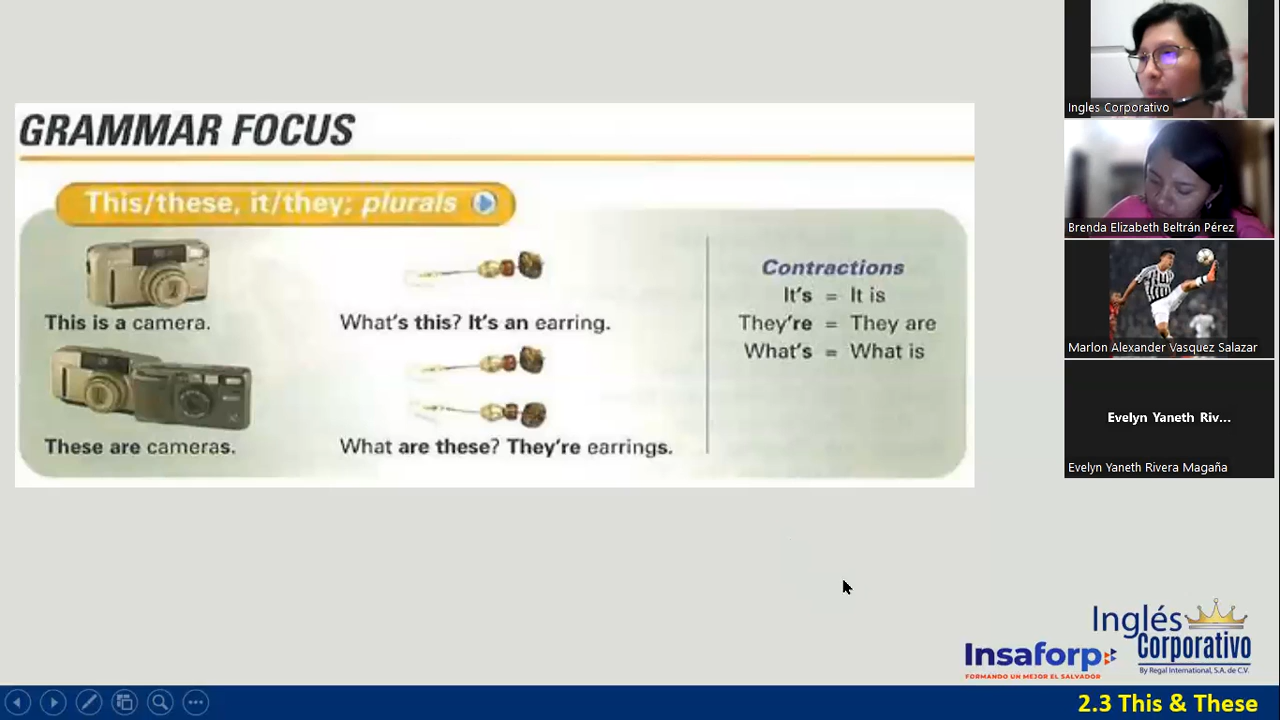 GRAMMAR FOCUS
This/these, it/they; plurals
This is a camera.
What's this? It's an earring.
These are cameras.
What are these? They're earrings.
Contractions
It's = It is
They're = They are
What's = What is
Ingles Corporativo
Brenda Elizabeth Beltrán Pérez
Marlon Alexander Vasquez Salazar
Evelyn Yaneth Riv...
Evelyn Yaneth Rivera Magaña
Insaforp
FORMANDO UN MEJOR EL SALVADOR
Inglés
Corporativo
By Regal International, S.A. de C.V.
2.3 This & These